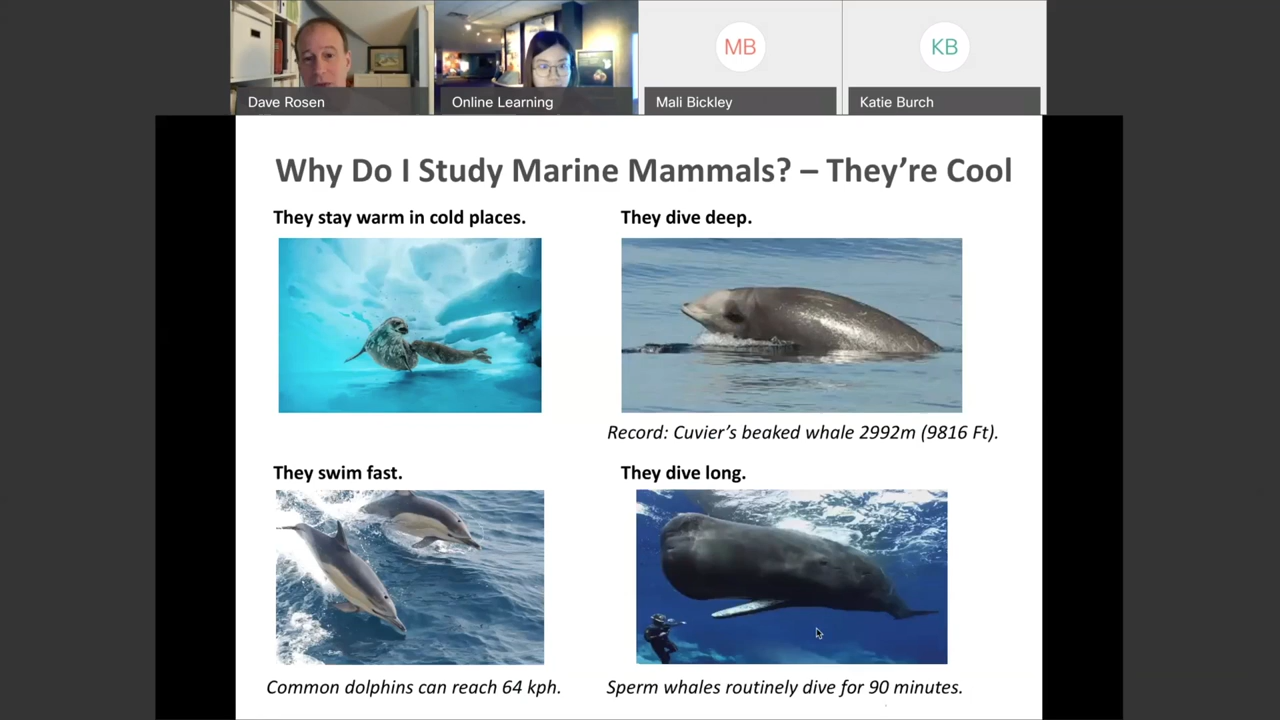 MB
KB
Dave Rosen
Online Learning
Mali Bickley
Katie Burch
Why Do I Study Marine Mammals? – They’re Cool
They stay warm in cold places.
They dive deep.
Record: Cuvier’s beaked whale 2992m (9816 Ft).
They swim fast.
They dive long.
Common dolphins can reach 64 kph.
Sperm whales routinely dive for 90 minutes.